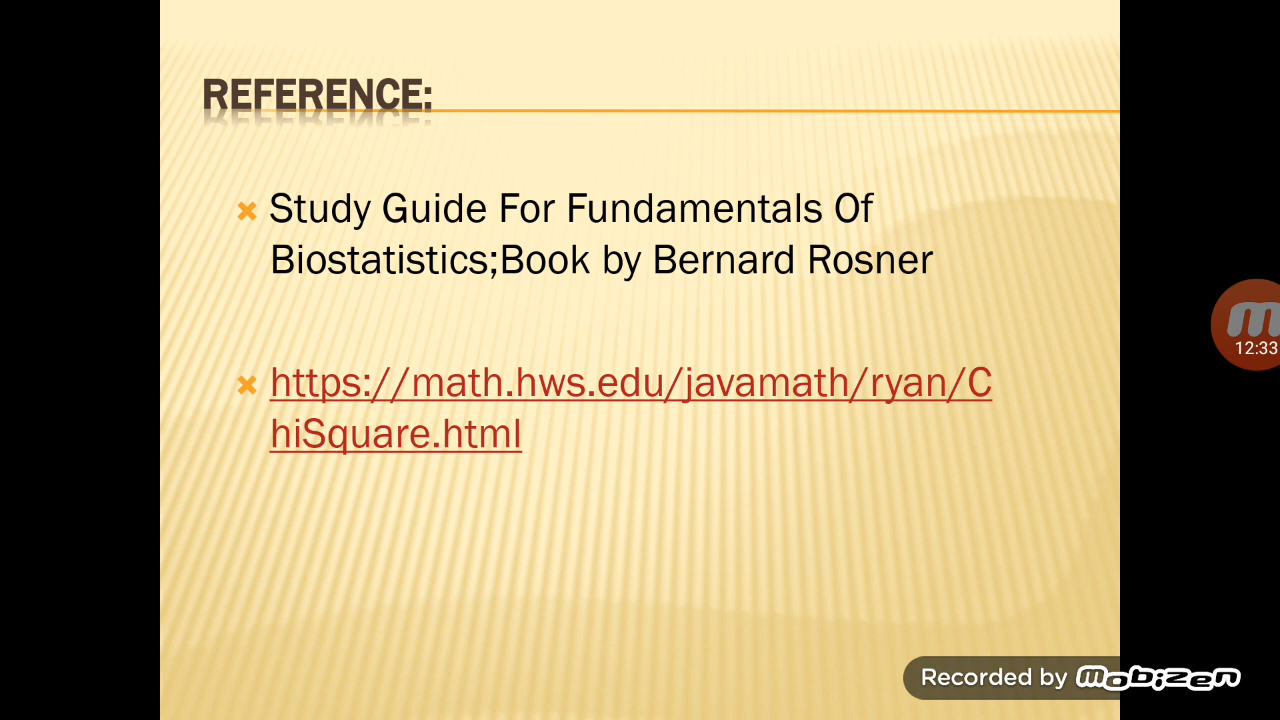 REFERENCE:
Study Guide For Fundamentals Of
Biostatistics;Book by Bernard Rosner
https://math.hws.edu/javamath/ryan/C
hiSquare.html
12:33
Recorded by mobizen